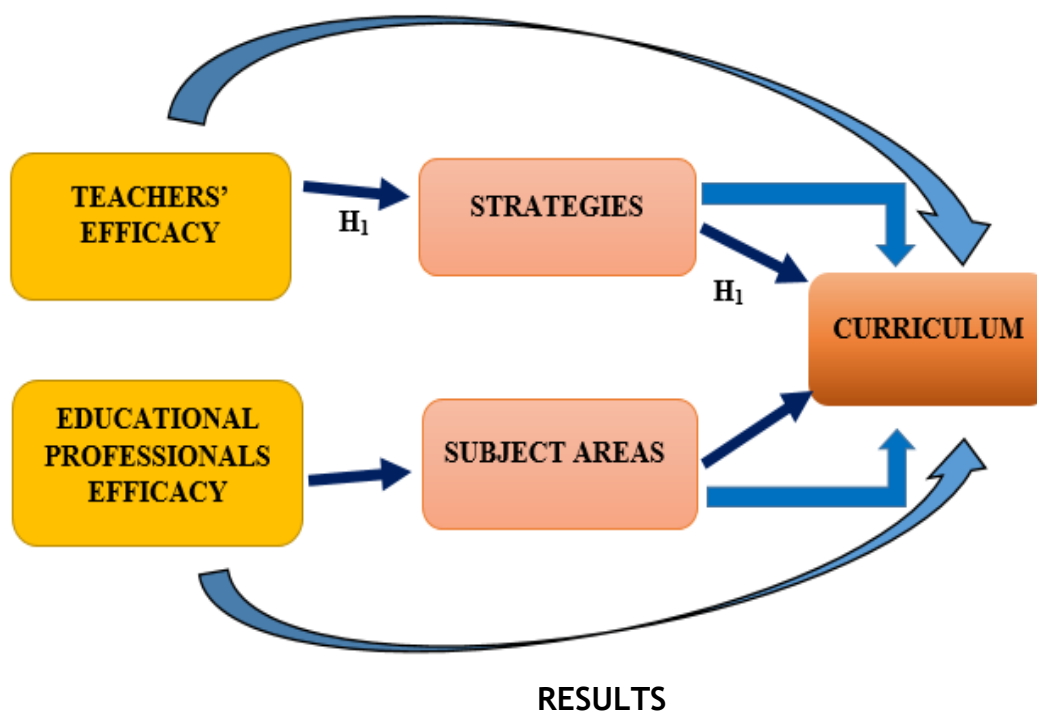 TEACHERS’
EFFICACY
H₁
STRATEGIES
H₁
CURRICULUM
EDUCATIONAL
PROFESSIONALS
EFFICACY
SUBJECT AREAS
RESULTS